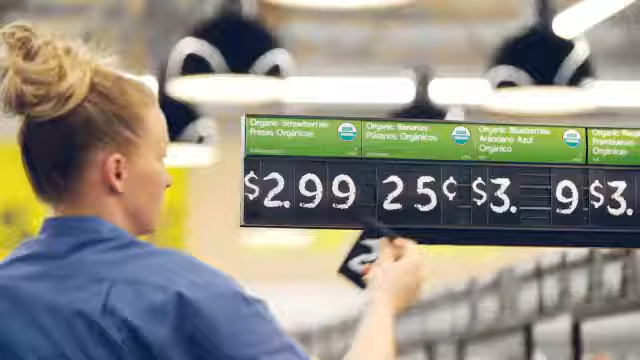 Organic Strawberries
Fresas Orgánicas
Organic Bananas
Plátanos Orgánicos
Organic Blueberries
Arándano Azul
Orgánico
Organic
Frambuesas
Orgánicas
$2.99
25¢
$3. 9
$3.
2